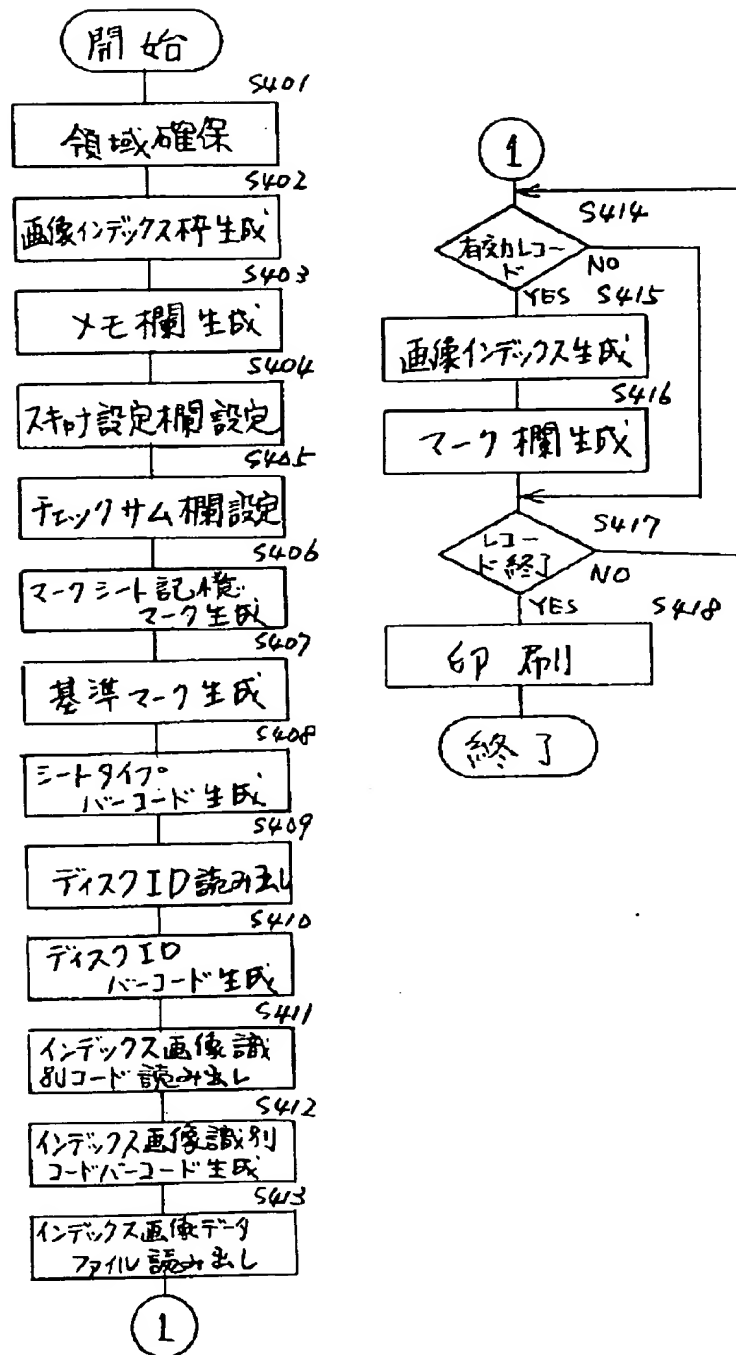 開始
S401
領域確保
S402
画像インデックス枠生成
S403
メモ欄生成
S404
スキャナ設定欄設定
S405
チェックサム欄設定
S406
マークシート記憶
マーク生成
S407
基準マーク生成
S408
シートタイプ
バーコード生成
S409
ディスクID読み出し
S410
ディスクID
バーコード生成
S411
インデックス画像識
別コード読み出し
S412
インデックス画像識別
コードバーコード生成
S413
インデックス画像データ
ファイル読み出し
1
1
S414
有効レコー
ド
NO
YES
S415
画像インデックス生成
S416
マーク欄生成
S417
レコー
ド終了
NO
YES
S418
印刷
終了